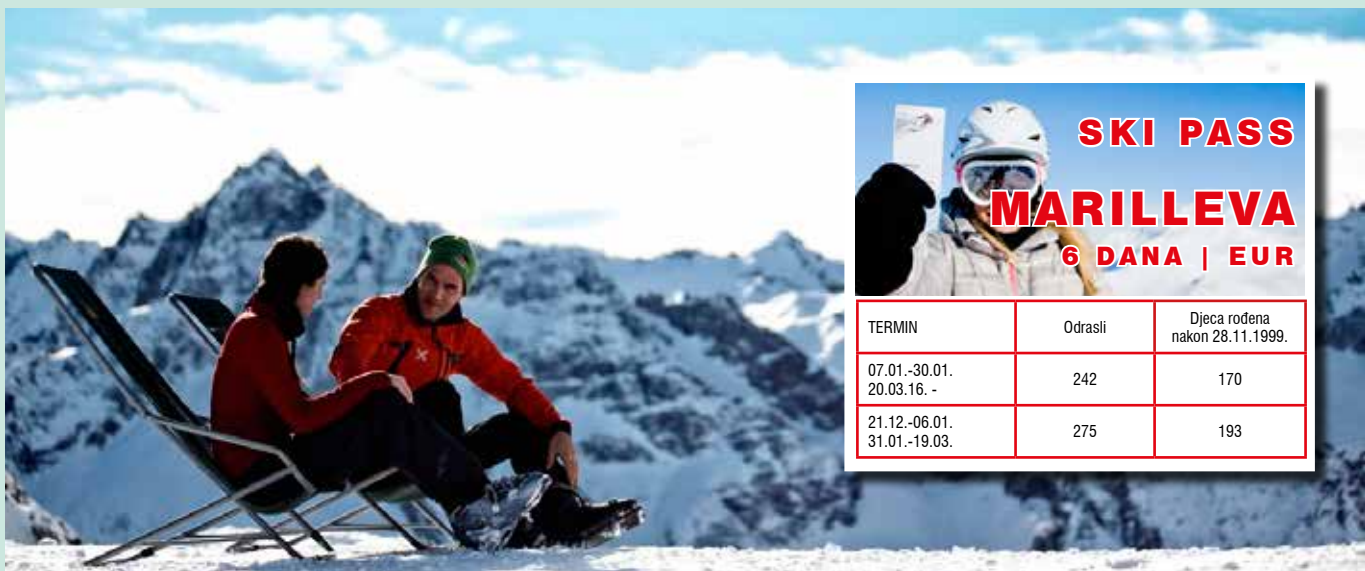 SKI PASS
MARILLEVA
6 DANA | EUR
TERMIN
Odrasli
Djeca rođena
nakon 28.11.1999.
07.01.-30.01.
20.03.16. -
242
170
21.12.-06.01.
31.01.-19.03.
275
193